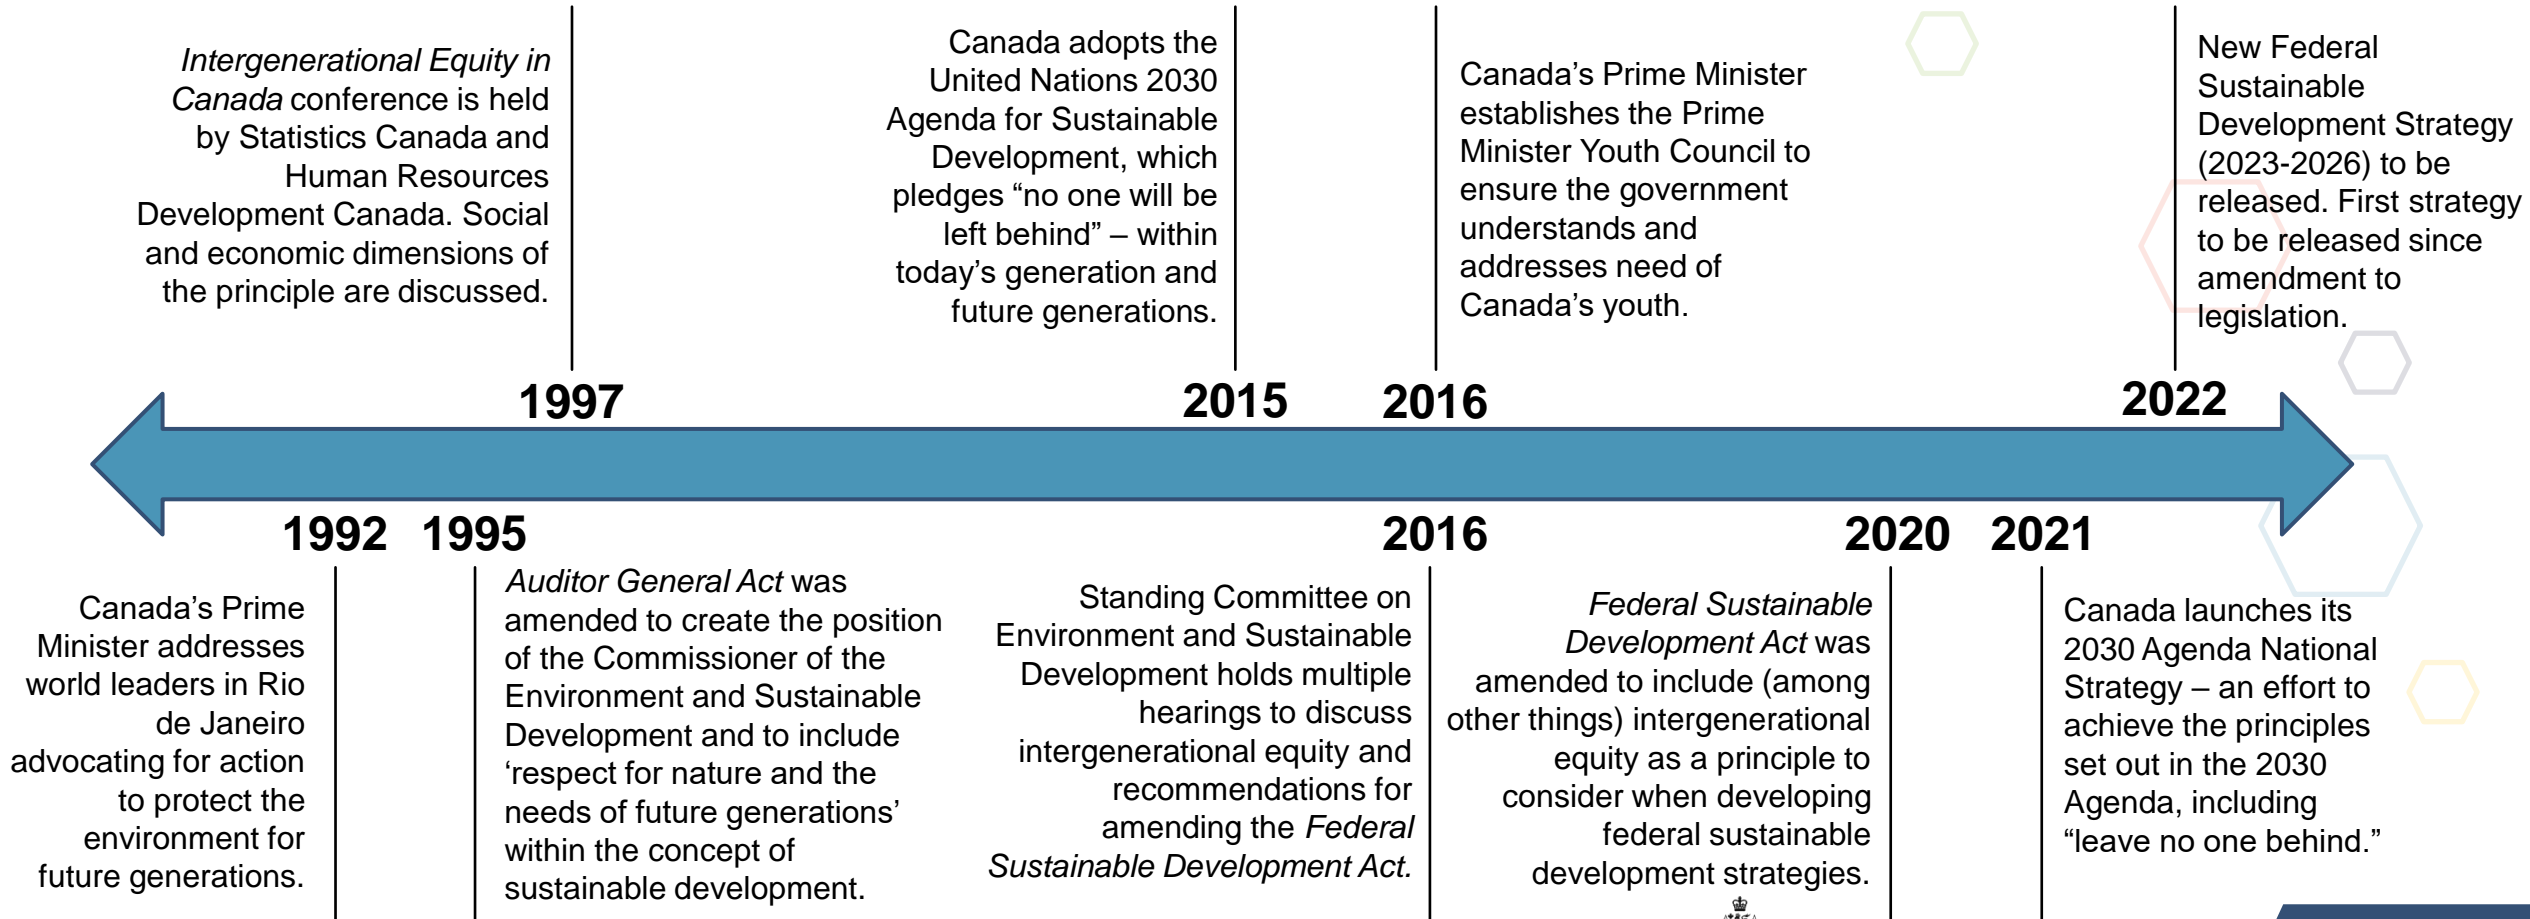 Intergenerational Equity in
Canada conference is held
by Statistics Canada and
Human Resources
Development Canada. Social
and economic dimensions of
the principle are discussed.
1997
Canada adopts the
United Nations 2030
Agenda for Sustainable
Development, which
pledges “no one will be
left behind” – within
today’s generation and
future generations.
2015
Canada’s Prime Minister
establishes the Prime
Minister Youth Council to
ensure the government
understands and
addresses need of
Canada’s youth.
2016
New Federal
Sustainable
Development Strategy
(2023-2026) to be
released. First strategy
to be released since
amendment to
legislation.
2022
1992
Canada’s Prime
Minister addresses
world leaders in Rio
de Janeiro
advocating for action
to protect the
environment for
future generations.
1995
Auditor General Act was
amended to create the position
of the Commissioner of the
Environment and Sustainable
Development and to include
‘respect for nature and the
needs of future generations’
within the concept of
sustainable development.
2016
Standing Committee on
Environment and Sustainable
Development holds multiple
hearings to discuss
intergenerational equity and
recommendations for
amending the Federal
Sustainable Development Act.
2020
Federal Sustainable
Development Act was
amended to include (among
other things) intergenerational
equity as a principle to
consider when developing
federal sustainable
development strategies.
2021
Canada launches its
2030 Agenda National
Strategy – an effort to
achieve the principles
set out in the 2030
Agenda, including
“leave no one behind.”